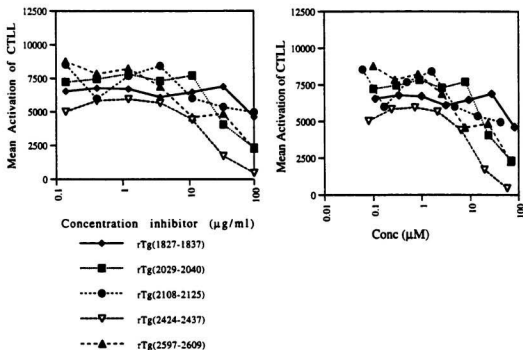 Mean Activation of CTLL
12500
10000
7500
5000
2500
0
0.1
1
10
100
Concentration inhibitor (µg/ml)
Mean Activation of CTLL
12500
10000
7500
5000
2500
0
0.01
0.1
1
10
100
Conc (µM)
rTg(1827-1837)
rTg(2029-2040)
rTg(2108-2125)
rTg(2424-2437)
rTg(2597-2609)